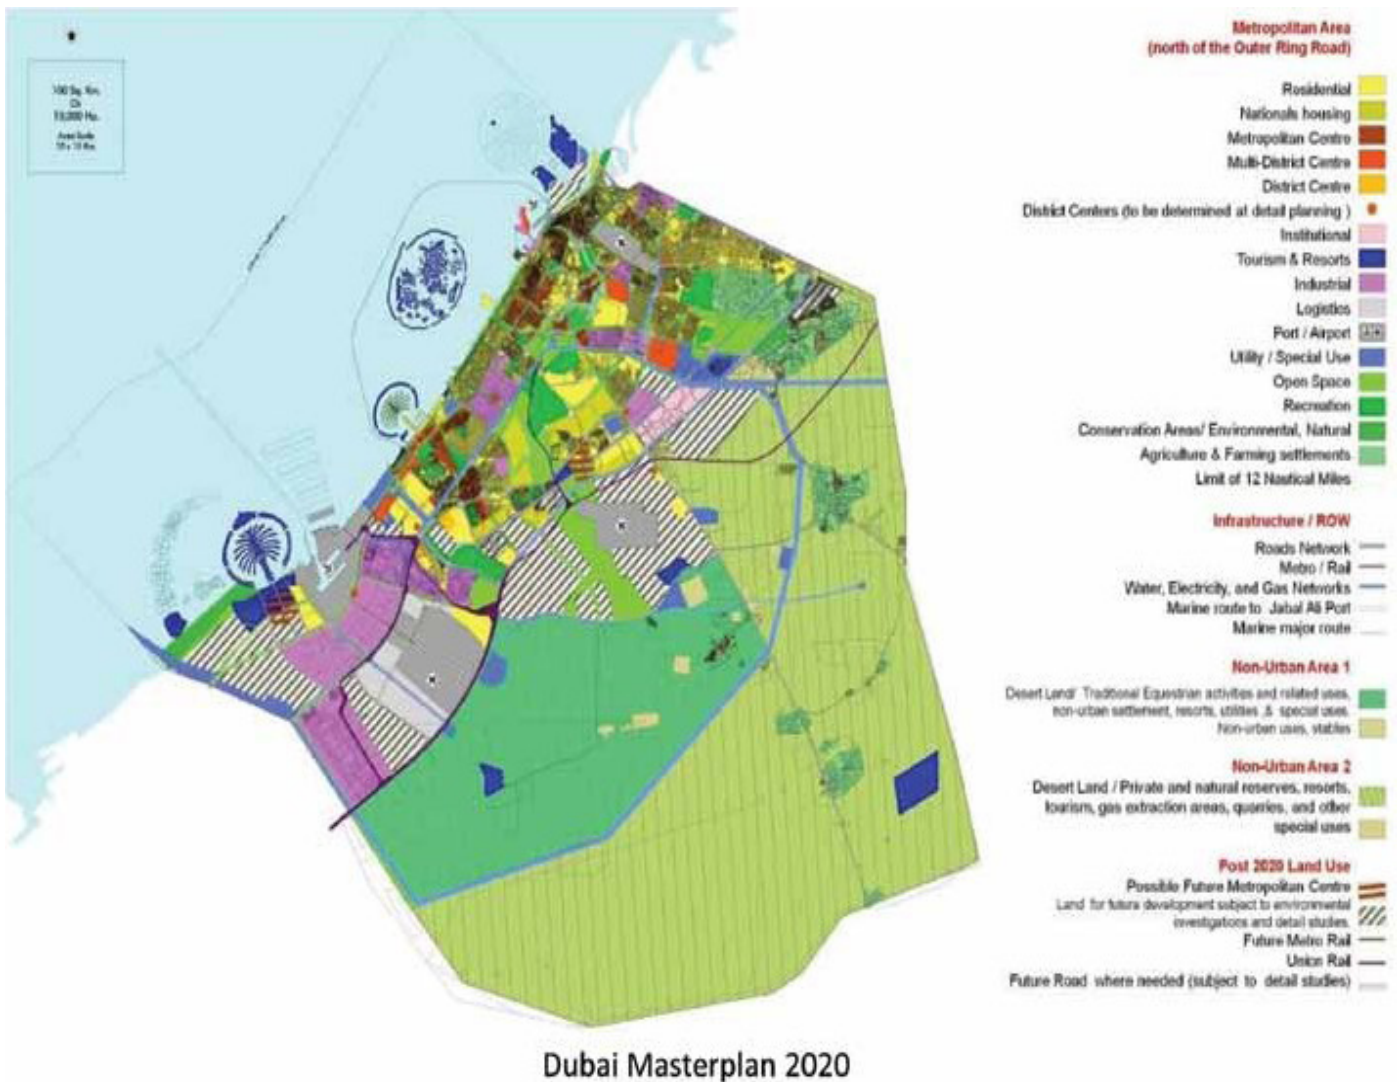 100 Sq. Km.
Or
10,000 Ha.
Metropolitan Area
(north of the Outer Ring Road)
Residential
Nationals housing
Metropolitan Centre
Multi-District Centre
District Centre
District Centers (to be determined at detail planning )
Institutional
Tourism & Resorts
Industrial
Logistics
Port / Airport
Utility / Special Use
Open Space
Recreation
Conservation Areas/ Environmental, Natural
Agriculture & Farming settlements
Limit of 12 Nautical Miles
Infrastructure / ROW
Roads Network
Metro / Rail
Water, Electricity, and Gas Networks
Marine route to Jabal Ali Port
Marine major route
Non-Urban Area 1
Desert Land/ Traditional Equestrian activities and related uses,
non-urban settlement, resorts, utilities ,& special uses.
Non-urban uses, stables
Non-Urban Area 2
Desert Land / Private and natural reserves, resorts,
tourism, gas extraction areas, quarries, and other
special uses
Post 2020 Land Use
Possible Future Metropolitan Centre
Land for future development subject to environmental
investigations and detail studies.
Future Metro Rail
Union Rail
Future Road where needed (subject to detail studies)
Dubai Masterplan 2020